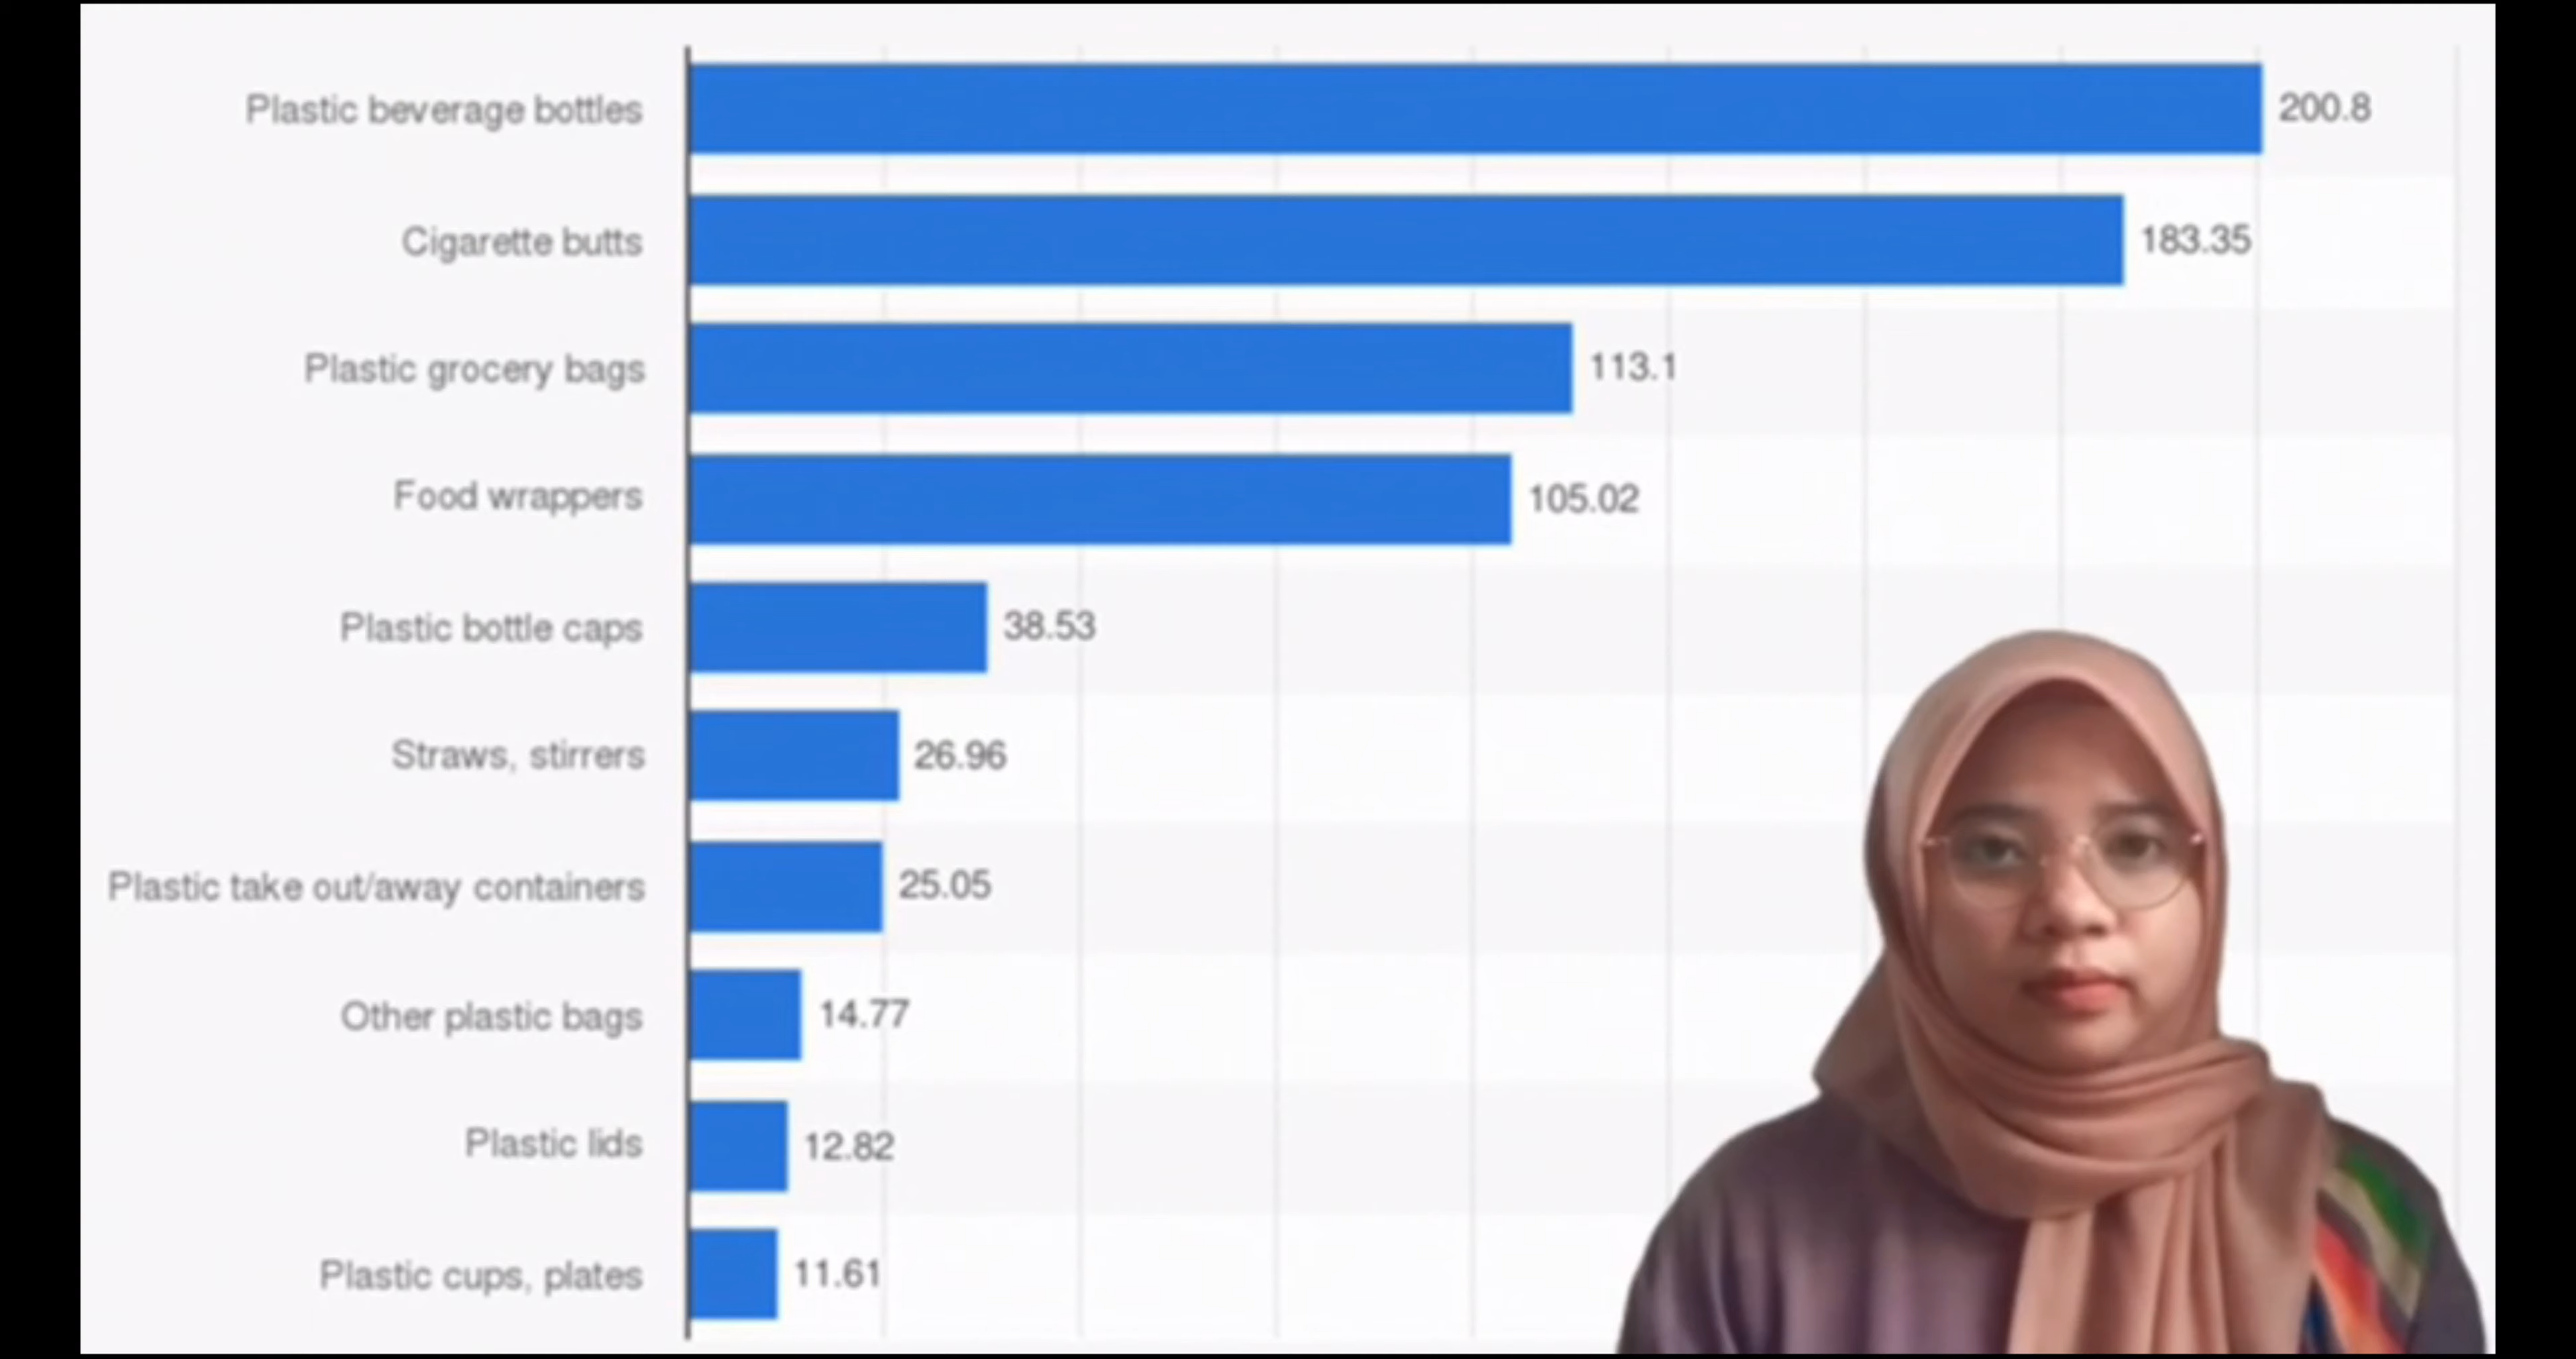 Plastic beverage bottles 200.8
Cigarette butts 183.35
Plastic grocery bags 113.1
Food wrappers 105.02
Plastic bottle caps 38.53
Straws, stirrers 26.96
Plastic take out/away containers 25.05
Other plastic bags 14.77
Plastic lids 12.82
Plastic cups, plates 11.61